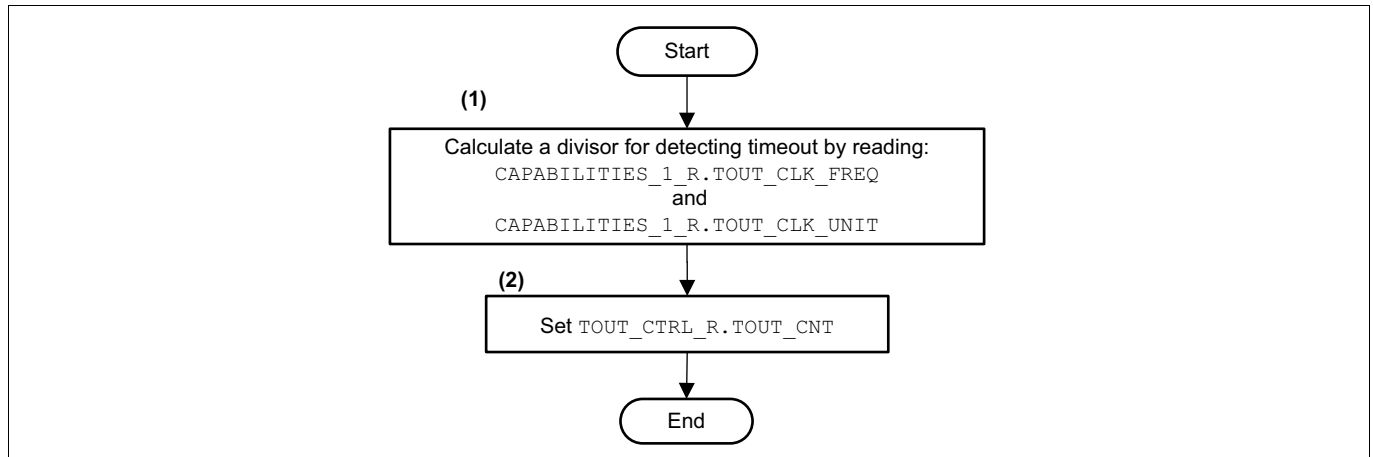 Start
(1)
Calculate a divisor for detecting timeout by reading:
CAPABILITIES_1_R.TOUT_CLK_FREQ
and
CAPABILITIES_1_R.TOUT_CLK_UNIT
(2)
Set TOUT_CTRL_R.TOUT_CNT
End